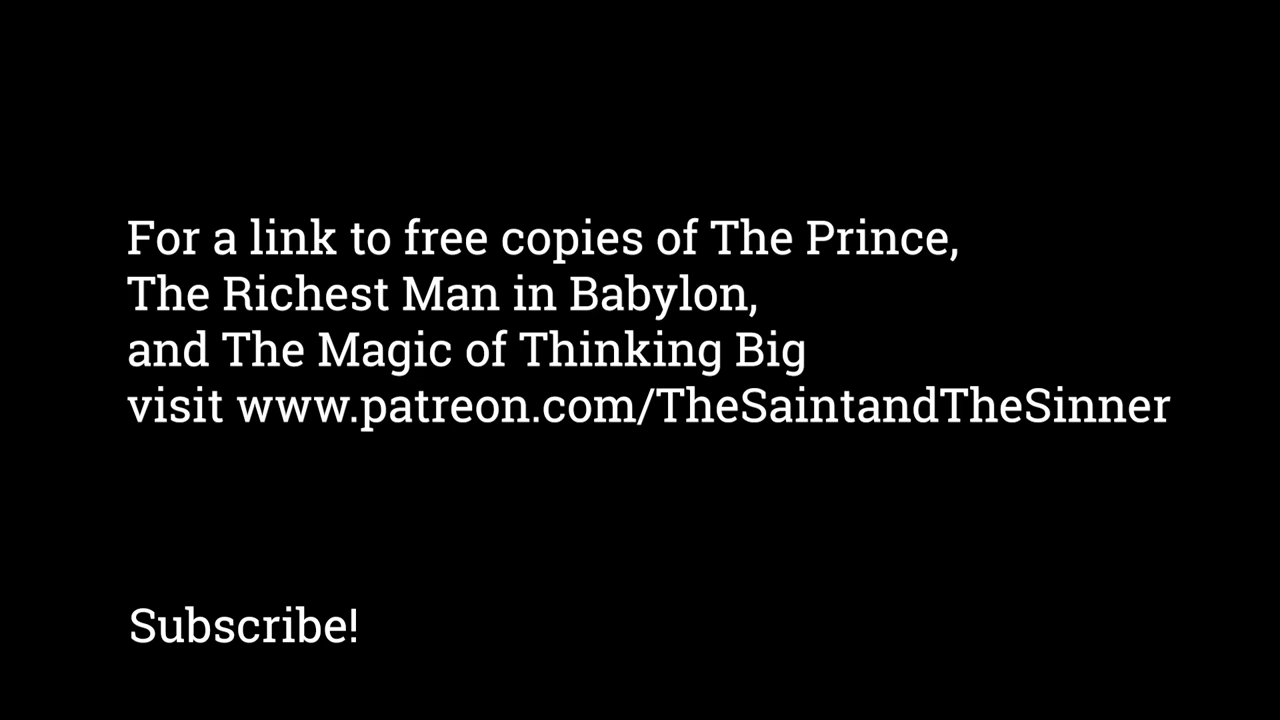 For a link to free copies of The Prince,
The Richest Man in Babylon,
and The Magic of Thinking Big
visit www.patreon.com/TheSaintandTheSinner
Subscribe!